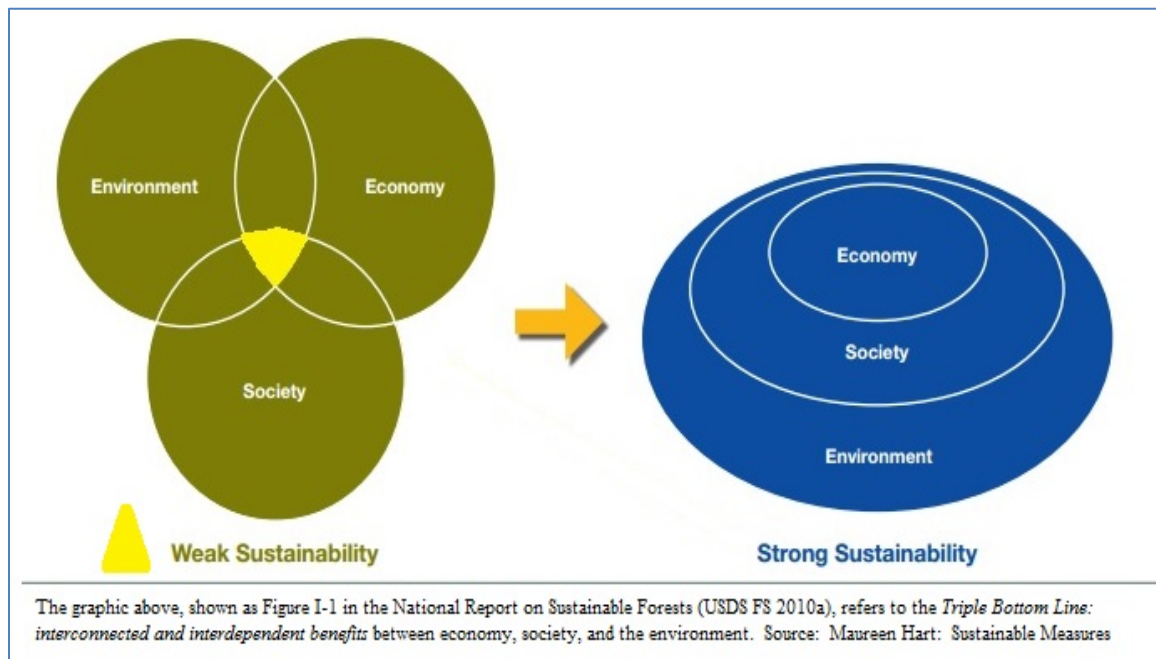 Environment
Economy
Society
Weak Sustainability
Economy
Society
Environment
Strong Sustainability
The graphic above, shown as Figure I-1 in the National Report on Sustainable Forests (USDS FS 2010a), refers to the Triple Bottom Line:
interconnected and interdependent benefits between economy, society, and the environment. Source: Maureen Hart: Sustainable Measures